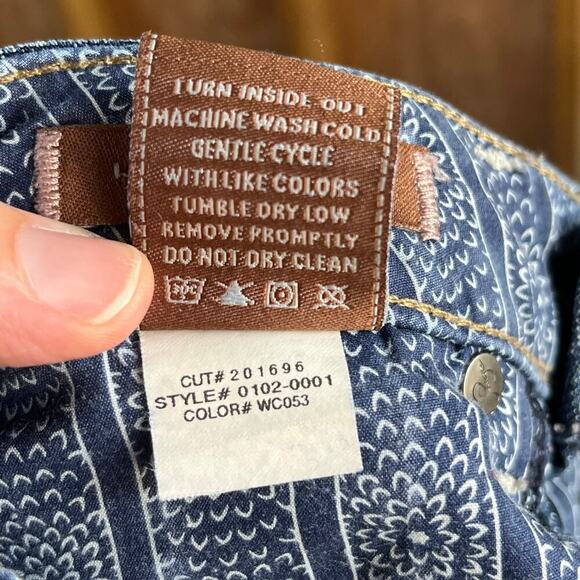 TURN INSIDE OUT
MACHINE WASH COLD
GENTLE CYCLE
WITH LIKE COLORS
TUMBLE DRY LOW
REMOVE PROMPTLY
DO NOT DRY CLEAN
30C
CUT# 201696
STYLE# 0102-0001
COLOR# WC053